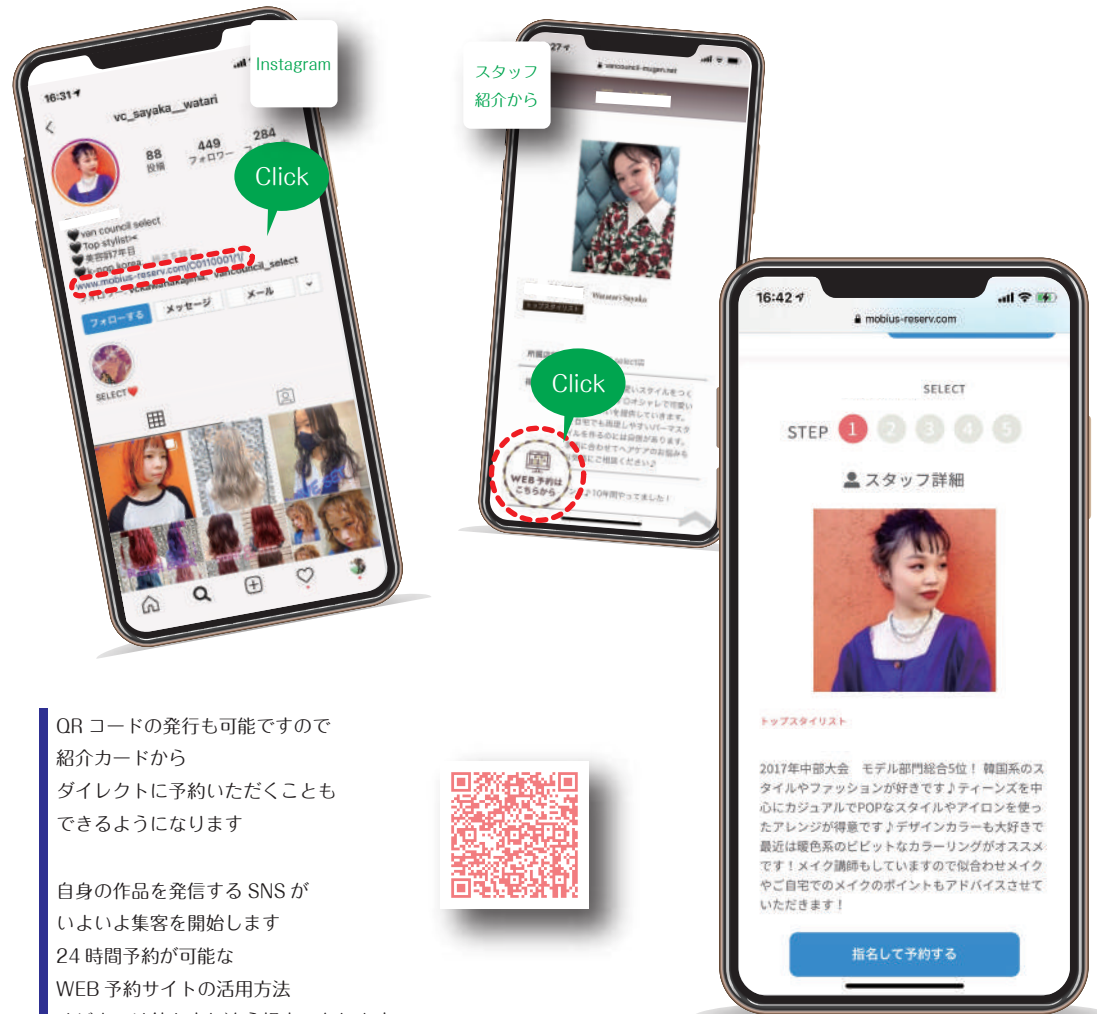 Instagram
16:31
vc_sayaka__watari
88
449
284
投稿
フォロワー
Click
van council select
Top stylist✂
美容師7年目
k-pop korea
www.mobius-reserv.com/C0110001/1/
vancouncil_select
フォローする
メッセージ
メール
SELECT
スタッフ
紹介から
vancouncil-mugen.net
Watarari Sayaka
トップスタイリスト
Click
WEB 予約は
こちらから
16:42
mobius-reserv.com
SELECT
STEP 1 2 3 4 5
スタッフ詳細
トップスタイリスト
2017年中部大会 モデル部門総合5位！ 韓国系のス
タイルやファッションが好きです♪ティーンズを中
心にカジュアルでPOPなスタイルやアイロンを使っ
たアレンジが得意です♪デザインカラーも大好きで
最近は暖色系のビビットなカラーリングがオススメ
です！メイク講師もしていますので似合わせメイク
やご自宅でのメイクのポイントもアドバイスさせて
いただきます！
指名して予約する
QR コードの発行も可能ですので
紹介カードから
ダイレクトに予約いただくことも
できるようになります
自身の作品を発信する SNS が
いよいよ集客を開始します
24 時間予約が可能な
WEB 予約サイトの活用方法